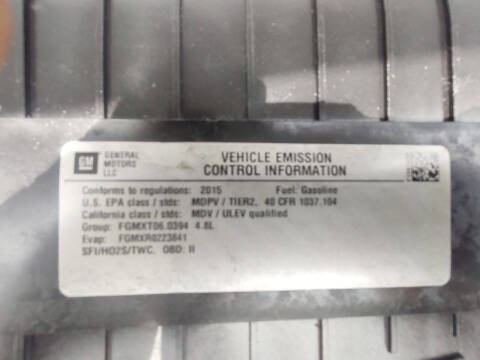 GM
GENERAL
MOTORS
LLC
VEHICLE EMISSION
CONTROL INFORMATION
Conforms to regulations: 2015 Fuel: Gasoline
U.S. EPA class / stds: MDPV / TIER2, 40 CFR 1037.104
California class / stds: MDV / ULEV qualified
Group: FGMXT06.0394 4.8L
Evap: FGMXR0223841
SFI/HO2S/TWC, OBD: II